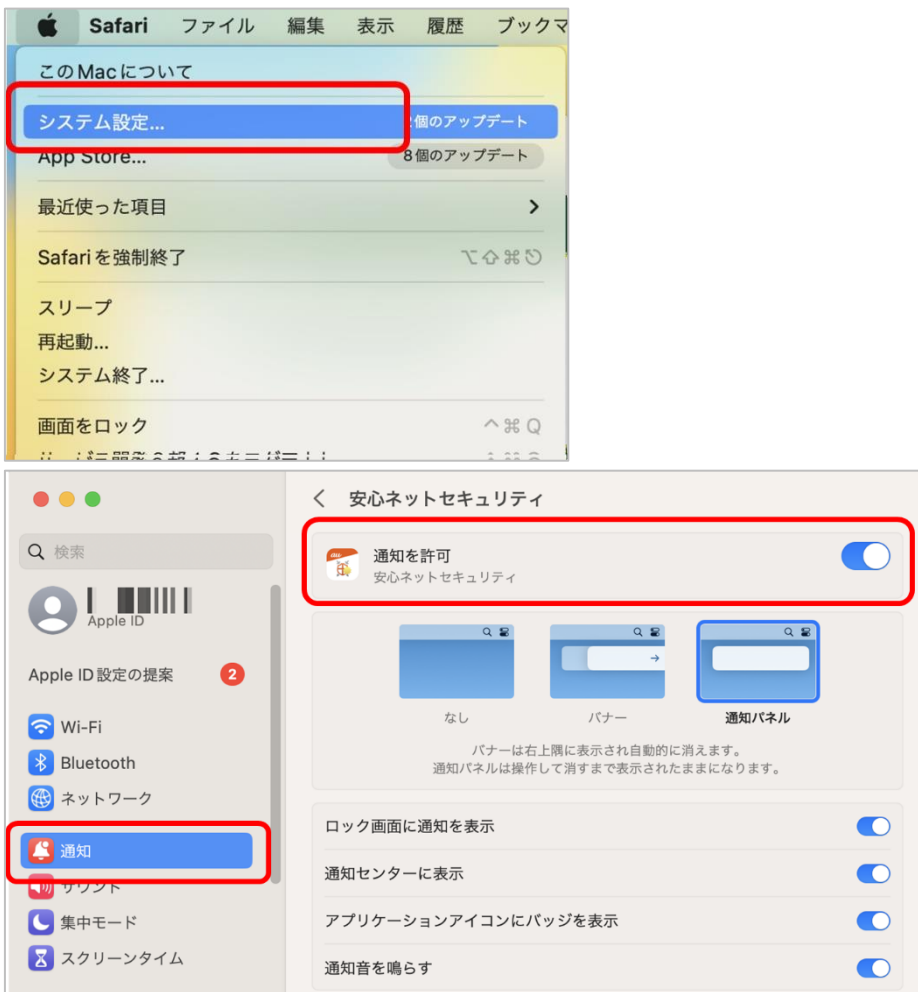 Safari ファイル 編集 表示 履歴 ブックマ
このMacについて
システム設定... 個のアップデート
App Store... 8個のアップデート
最近使った項目
Safariを強制終了 ⌥⇧⌘⎋
スリープ
再起動...
システム終了...
画面をロック ^⌘Q
検索
Apple ID
Apple ID設定の提案 2
Wi-Fi
Bluetooth
ネットワーク
通知
サウンド
集中モード
スクリーンタイム
安心ネットセキュリティ
通知を許可
安心ネットセキュリティ
なし バナー 通知パネル
バナーは右上隅に表示され自動的に消えます。
通知パネルは操作して消すまで表示されたままになります。
ロック画面に通知を表示
通知センターに表示
アプリケーションアイコンにバッジを表示
通知音を鳴らす